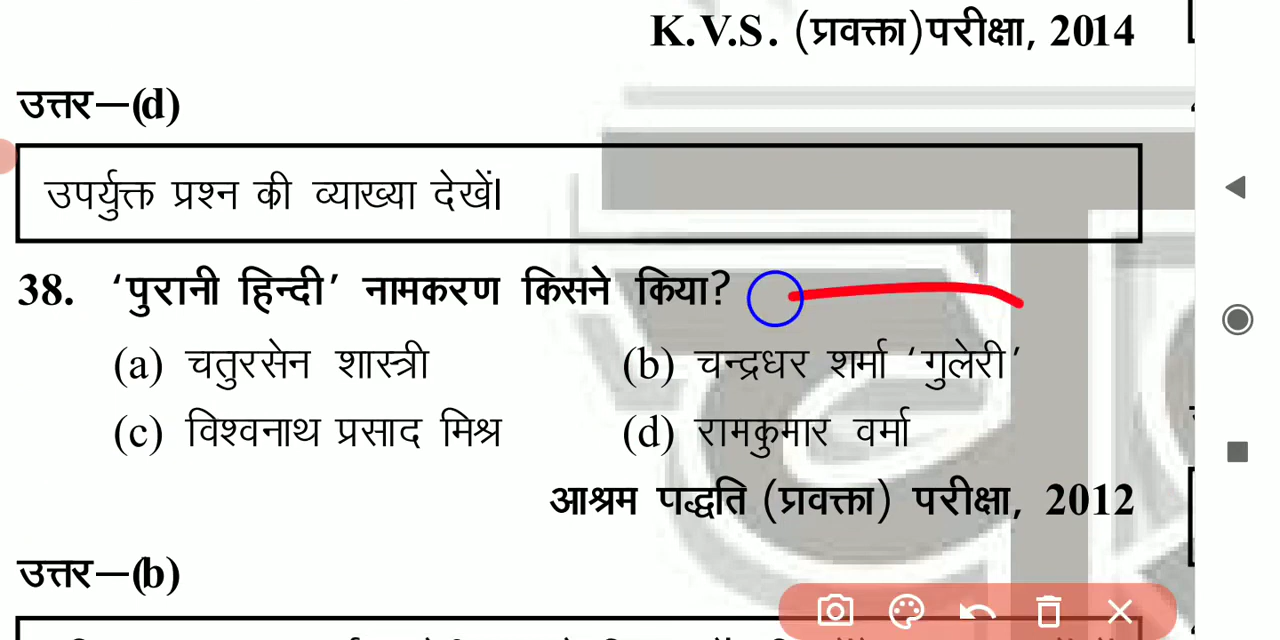 K.V.S. (प्रवक्ता) परीक्षा, 2014
उत्तर—(d)
उपर्युक्त प्रश्न की व्याख्या देखें।
38. ‘पुरानी हिन्दी’ नामकरण किसने किया?
(a) चतुरसेन शास्त्री (b) चन्द्रधर शर्मा ‘गुलेरी’
(c) विश्वनाथ प्रसाद मिश्र (d) रामकुमार वर्मा
आश्रम पद्धति (प्रवक्ता) परीक्षा, 2012
उत्तर—(b)